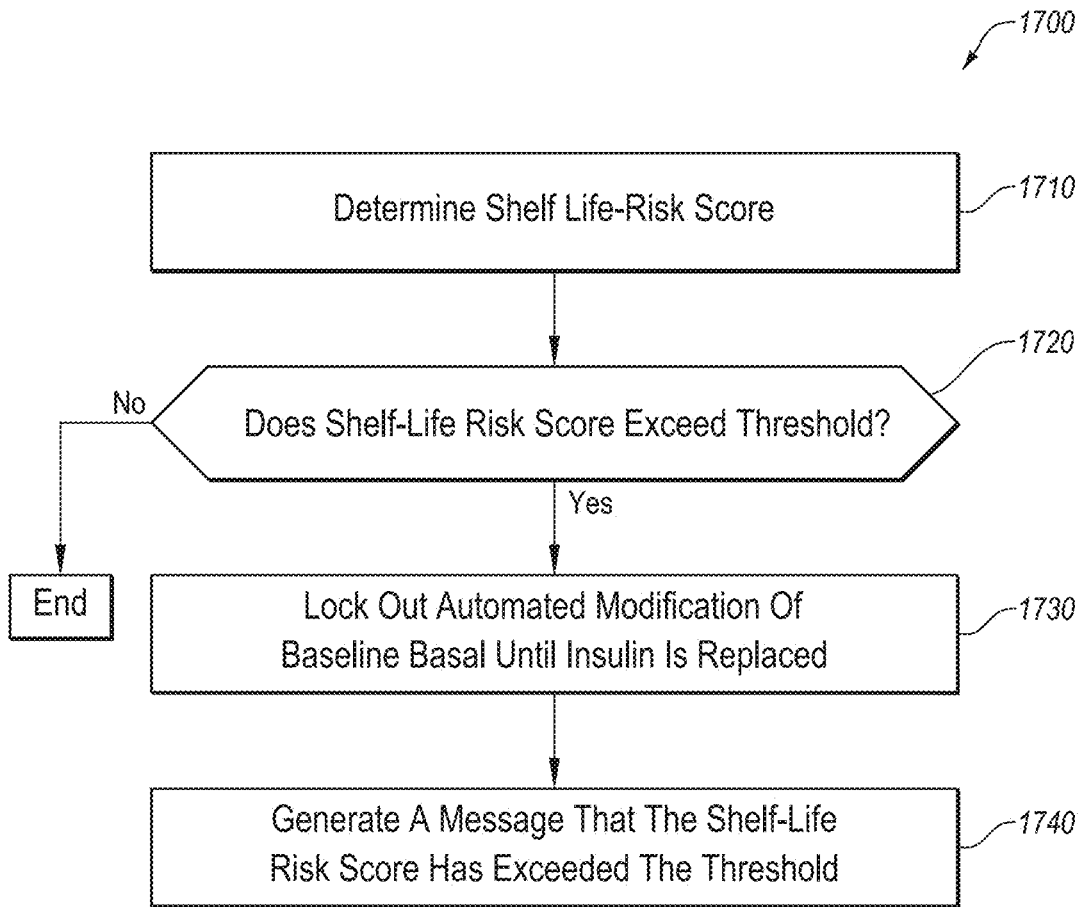 1700
Determine Shelf Life-Risk Score
1710
1720
No
Does Shelf-Life Risk Score Exceed Threshold?
Yes
End
Lock Out Automated Modification Of
Baseline Basal Until Insulin Is Replaced
1730
Generate A Message That The Shelf-Life
Risk Score Has Exceeded The Threshold
1740